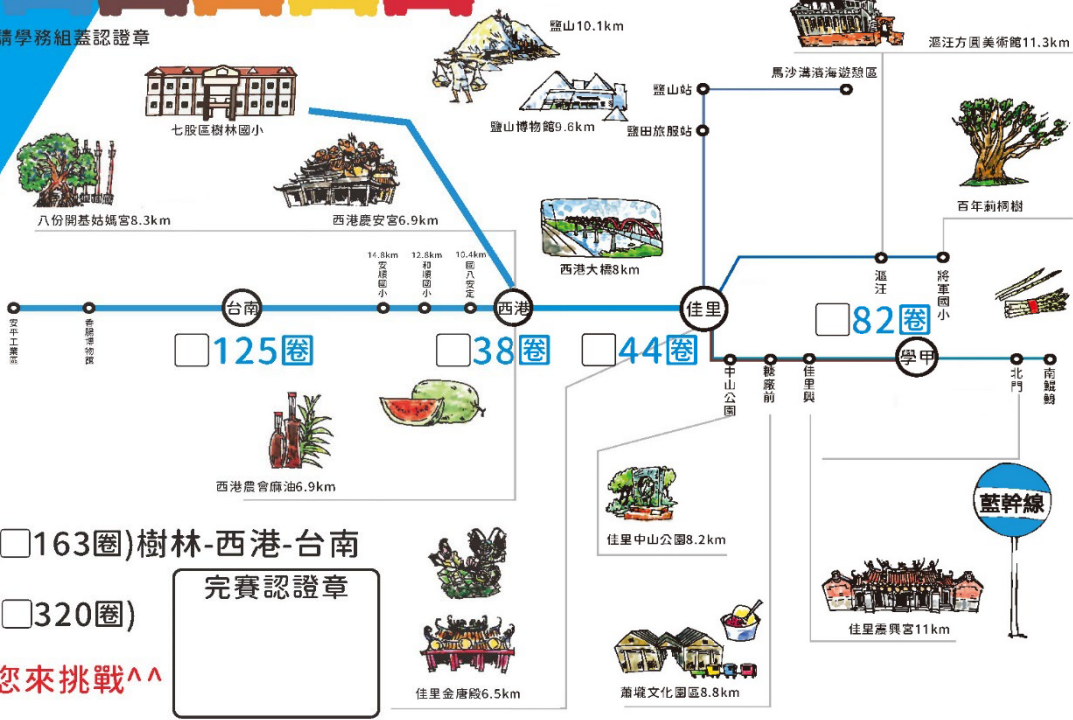 請學務組蓋認證章
鹽山10.1km
漚汪方圓美術館11.3km
馬沙溝濱海遊憩區
鹽山站
七股區樹林國小
鹽山博物館9.6km
鹽田旅服站
八份開基姑媽宮8.3km
西港慶安宮6.9km
百年莿桐樹
西港大橋8km
14.8km
安順國小
12.8km
和順國小
10.4km
國八安定
漚汪
將軍國小
安平工業區
香腸博物館
台南
西港
佳里
125圈
38圈
44圈
82圈
學甲
中山公園
糖廠前
佳里興
北門
南鯤鯓
西港農會麻油6.9km
藍幹線
163圈)樹林-西港-台南
佳里中山公園8.2km
完賽認證章
320圈)
佳里震興宮11km
您來挑戰^^
佳里金唐殿6.5km
蕭壠文化園區8.8km